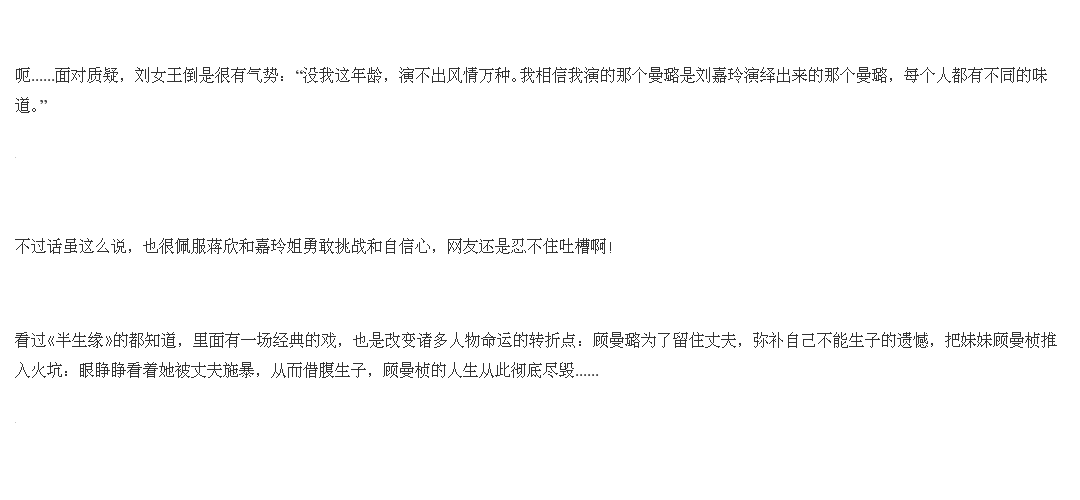 呃......面对质疑，刘女王倒是很有气势：“没我这年龄，演不出风情万种。我相信我演的那个曼璐是刘嘉玲演绎出来的那个曼璐，每个人都有不同的味
道。”
不过话虽这么说，也很佩服蒋欣和嘉玲姐勇敢挑战和自信心，网友还是忍不住吐槽啊!
看过《半生缘》的都知道，里面有一场经典的戏，也是改变诸多人物命运的转折点：顾曼璐为了留住丈夫，弥补自己不能生子的遗憾，把妹妹顾曼桢推
入火坑：眼睁睁看着她被丈夫施暴，从而借腹生子，顾曼桢的人生从此彻底尽毁......